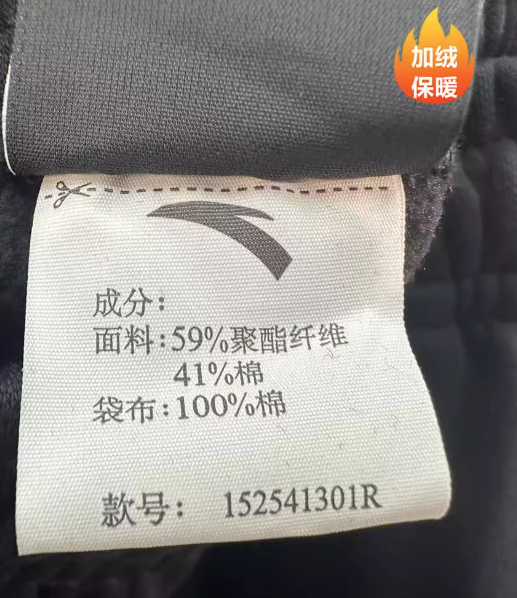 加绒
保暖
成分:
面料:59%聚酯纤维
41%棉
袋布:100%棉
款号: 152541301R